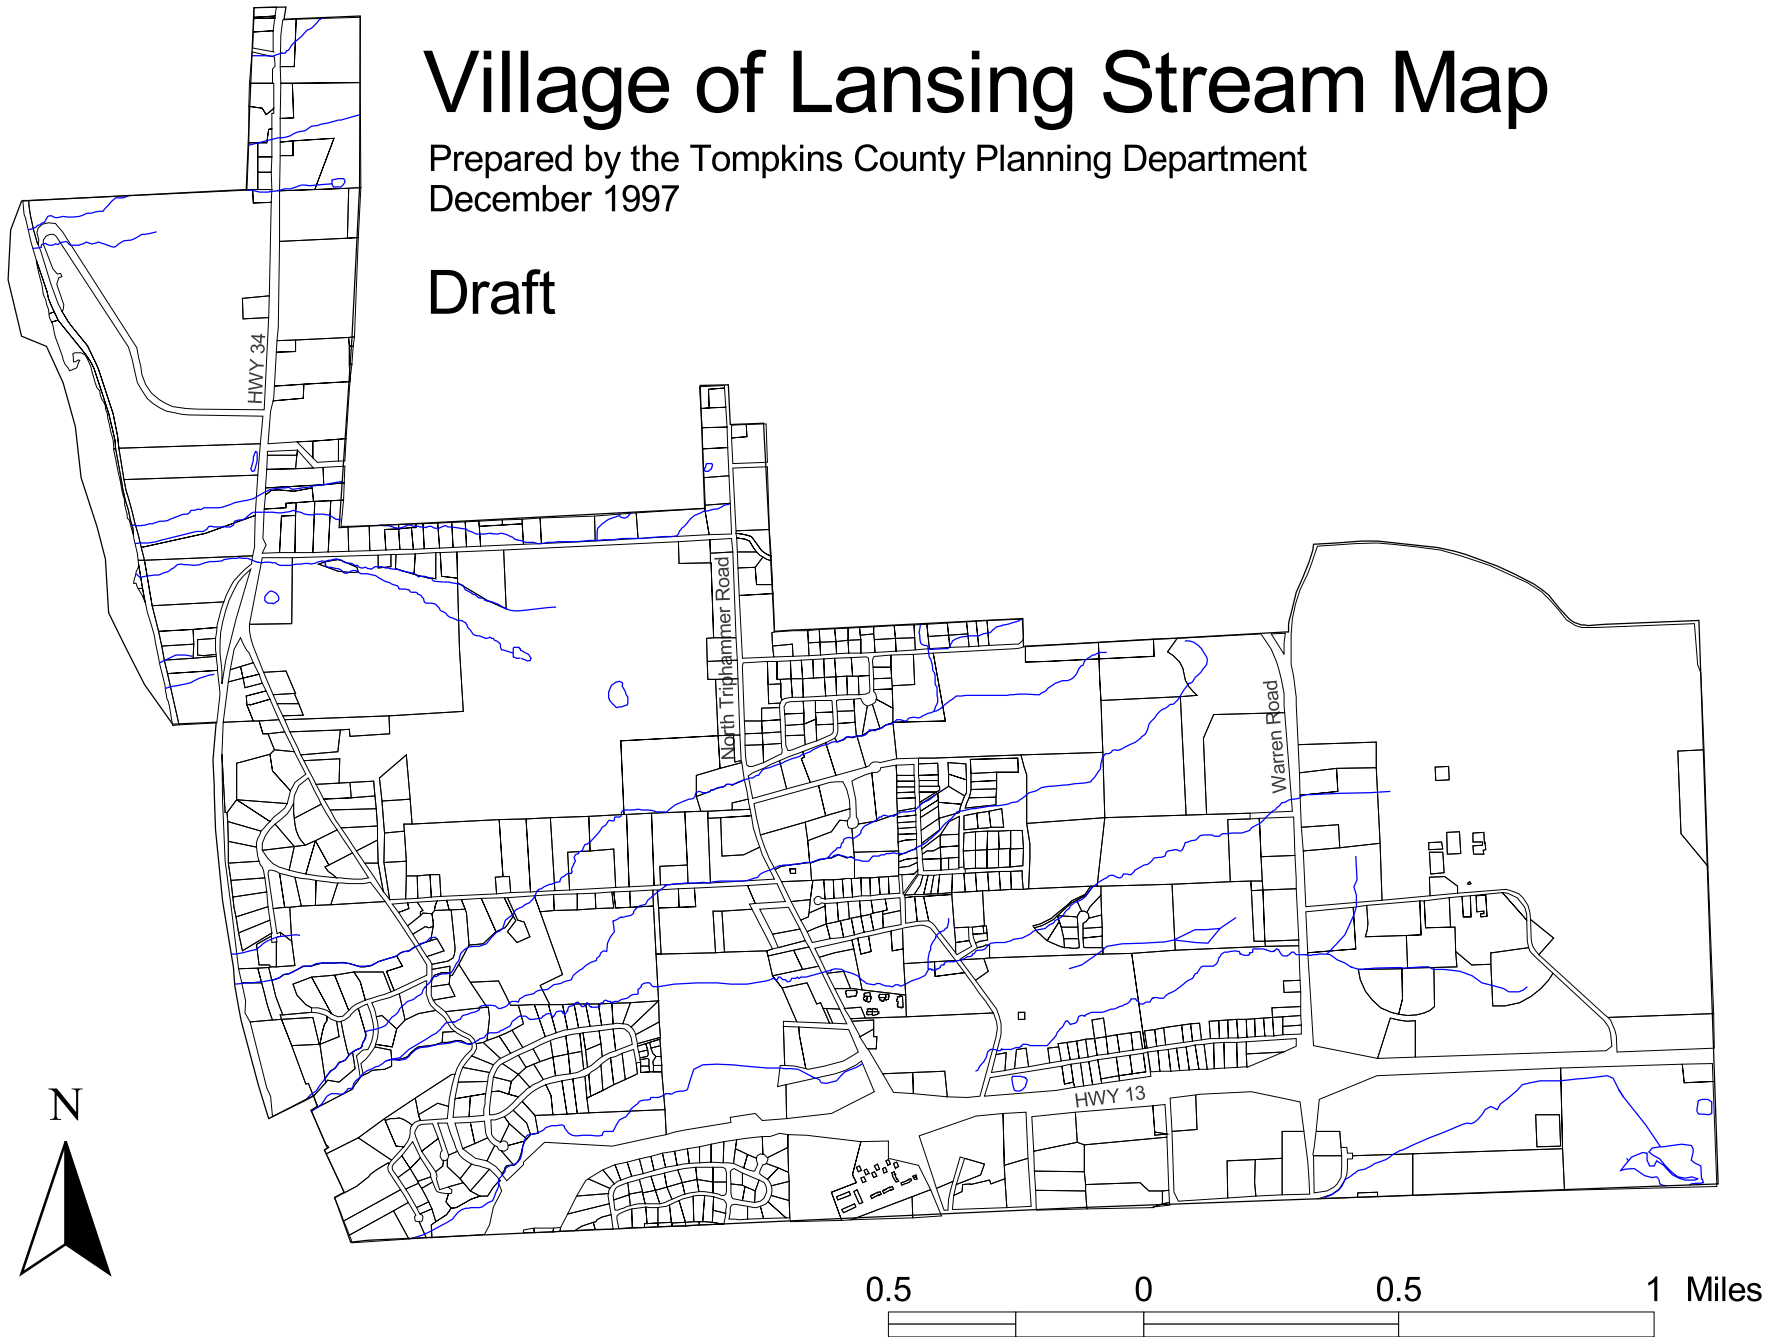 Village of Lansing Stream Map
Prepared by the Tompkins County Planning Department
December 1997
Draft
HWY 34
North Triphammer Road
Warren Road
HWY 13
N
0.5 0 0.5 1 Miles